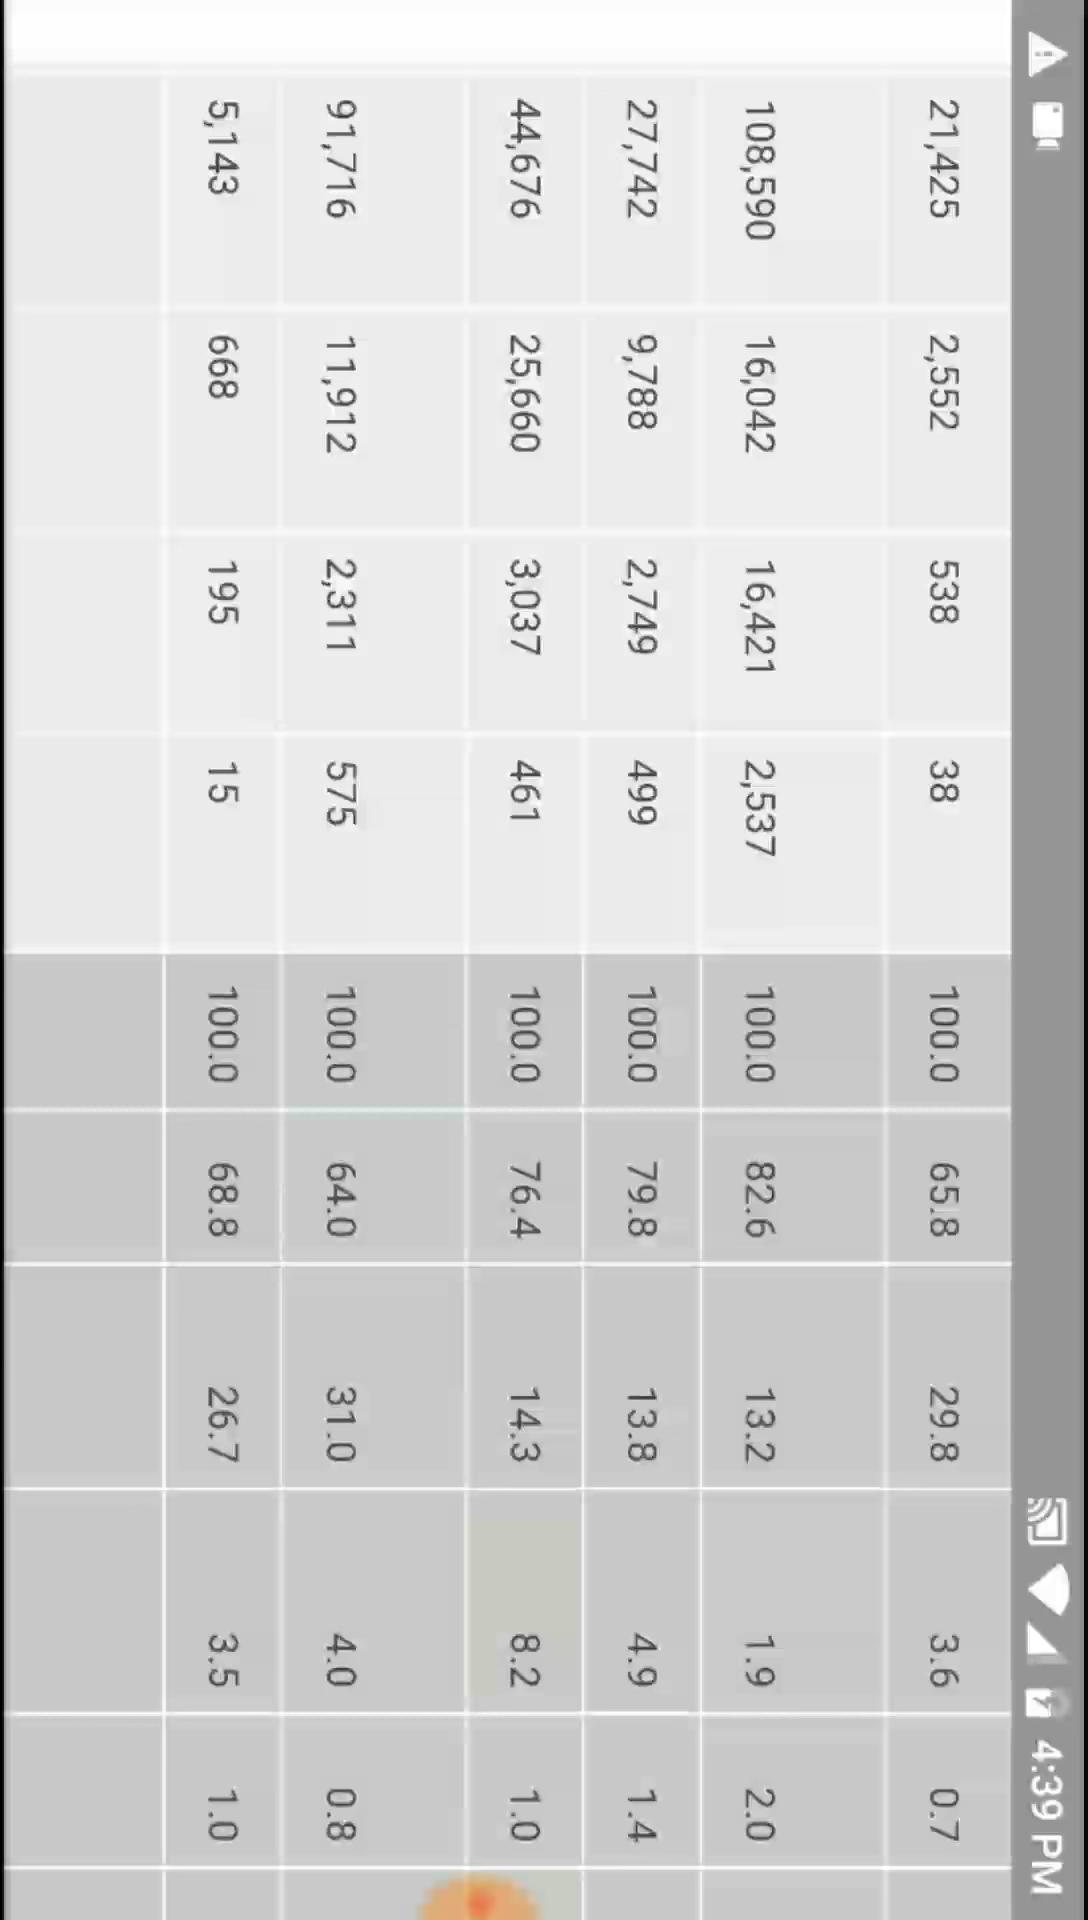 4:39 PM
21,425 2,552 538 38 100.0 65.8 29.8 3.6 0.7
108,590 16,042 16,421 2,537 100.0 82.6 13.2 1.9 2.0
27,742 9,788 2,749 499 100.0 79.8 13.8 4.9 1.4
44,676 25,660 3,037 461 100.0 76.4 14.3 8.2 1.0
91,716 11,912 2,311 575 100.0 64.0 31.0 4.0 0.8
5,143 668 195 15 100.0 68.8 26.7 3.5 1.0